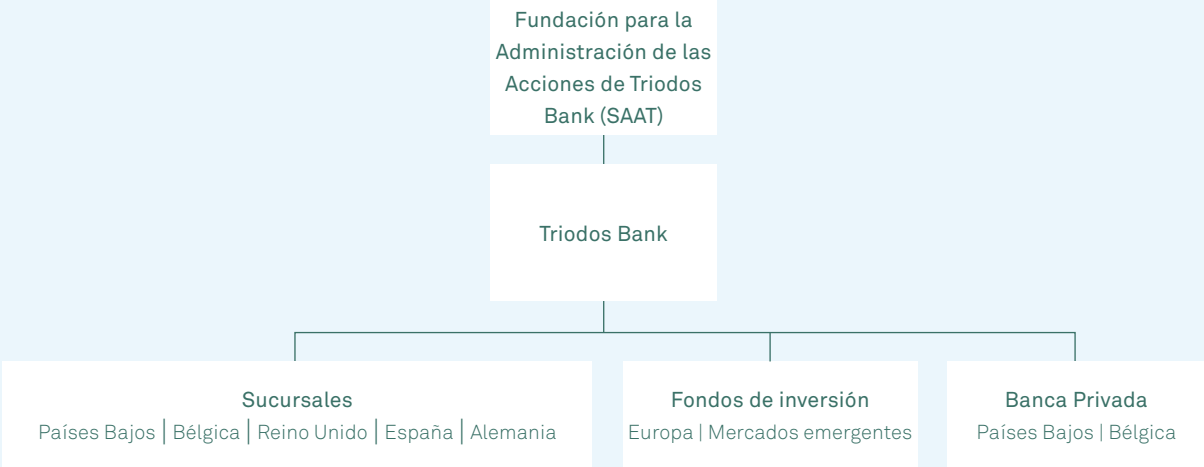 Fundación para la
Administración de las
Acciones de Triodos
Bank (SAAT)
Triodos Bank
Sucursales
Países Bajos | Bélgica | Reino Unido | España | Alemania
Fondos de inversión
Europa | Mercados emergentes
Banca Privada
Países Bajos | Bélgica